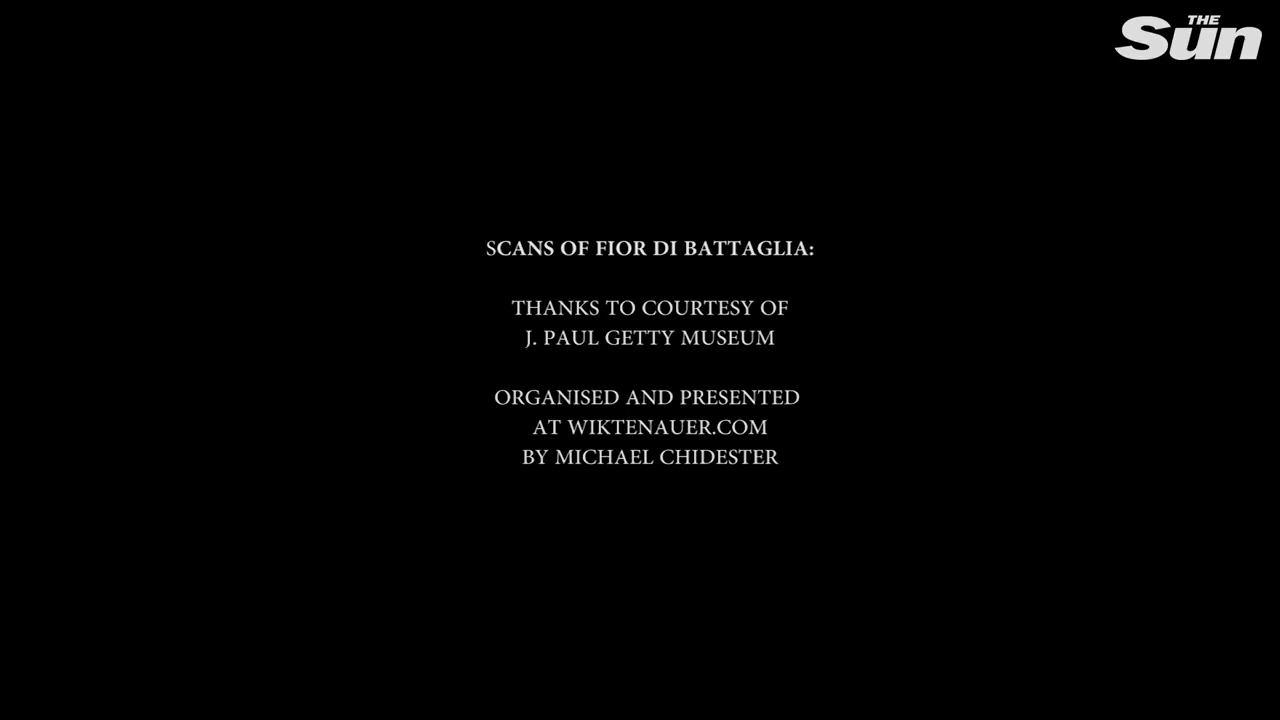 THE
Sun
SCANS OF FIOR DI BATTAGLIA:
THANKS TO COURTESY OF
J. PAUL GETTY MUSEUM
ORGANISED AND PRESENTED
AT WIKTENAUER.COM
BY MICHAEL CHIDESTER